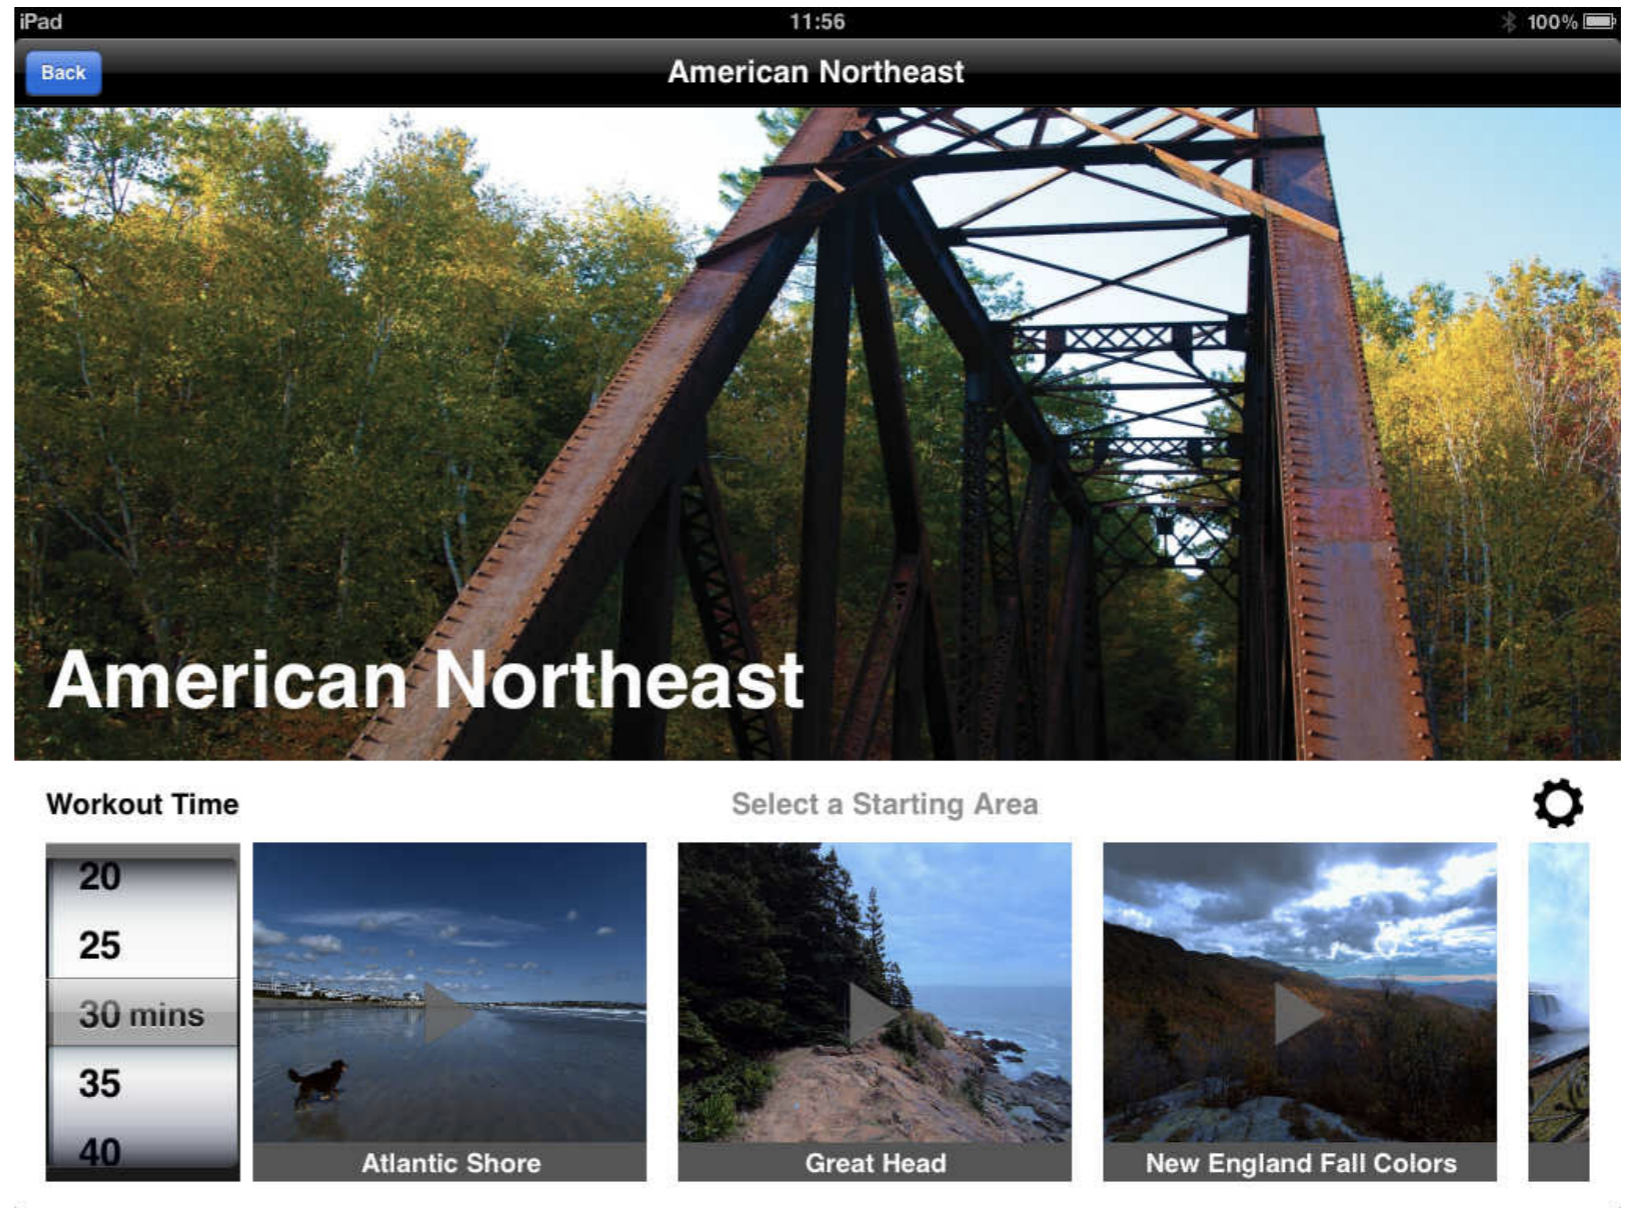 iPad
11:56
100%
Back
American Northeast
American Northeast
Workout Time
Select a Starting Area
20
25
30 mins
35
40
Atlantic Shore
Great Head
New England Fall Colors